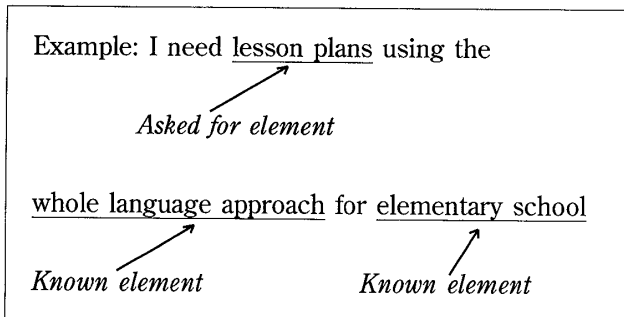 Example: I need lesson plans using the
Asked for element
whole language approach for elementary school
Known element Known element